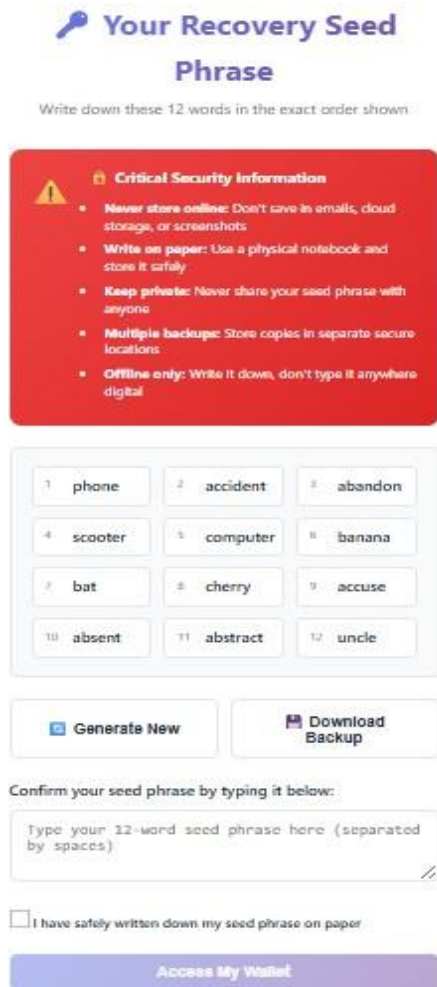 🔑 Your Recovery Seed
Phrase
Write down these 12 words in the exact order shown
⚠️ 🔒 Critical Security Information
• Never store online: Don't save in emails, cloud
storage, or screenshots
• Write on paper: Use a physical notebook and
store it safely
• Keep private: Never share your seed phrase with
anyone
• Multiple backups: Store copies in separate secure
locations
• Offline only: Write it down, don't type it anywhere
digital
1 phone 2 accident 3 abandon
4 scooter 5 computer 6 banana
7 bat 8 cherry 9 accuse
10 absent 11 abstract 12 uncle
🔄 Generate New 💾 Download
Backup
Confirm your seed phrase by typing it below:
Type your 12-word seed phrase here (separated
by spaces)
I have safely written down my seed phrase on paper
Access My Wallet